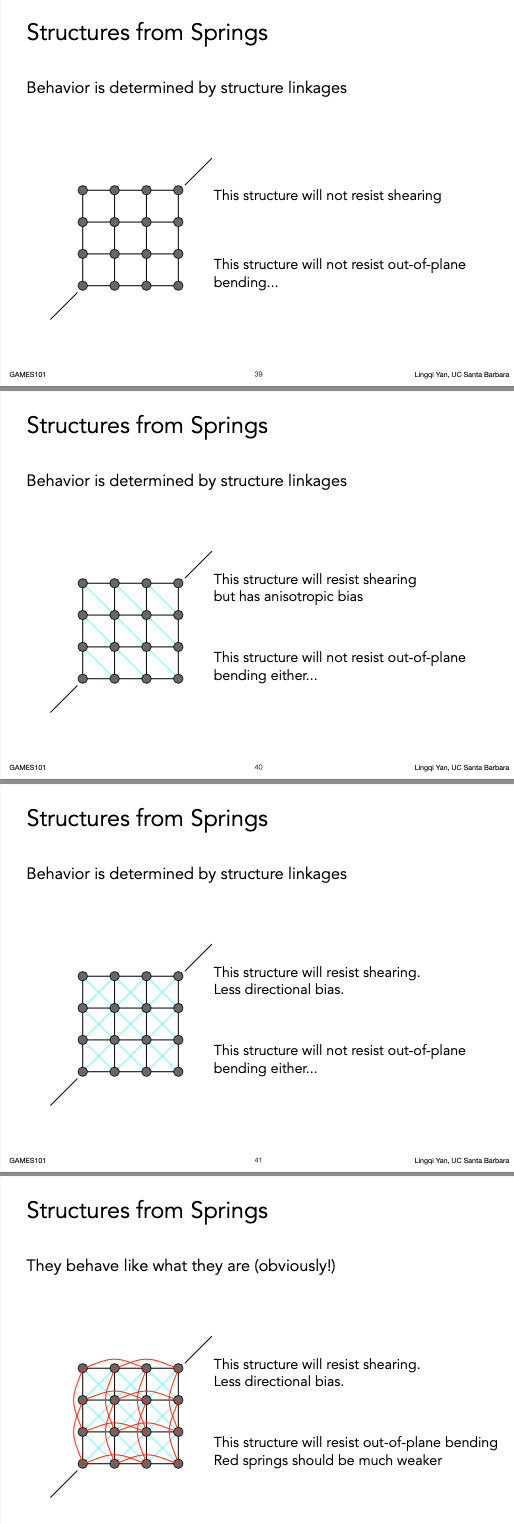 Structures from Springs
Behavior is determined by structure linkages
This structure will not resist shearing
This structure will not resist out-of-plane
bending...
GAMES101
39
Lingqi Yan, UC Santa Barbara
Structures from Springs
Behavior is determined by structure linkages
This structure will resist shearing
but has anisotropic bias
This structure will not resist out-of-plane
bending either...
GAMES101
40
Lingqi Yan, UC Santa Barbara
Structures from Springs
Behavior is determined by structure linkages
This structure will resist shearing.
Less directional bias.
This structure will not resist out-of-plane
bending either...
GAMES101
41
Lingqi Yan, UC Santa Barbara
Structures from Springs
They behave like what they are (obviously!)
This structure will resist shearing.
Less directional bias.
This structure will resist out-of-plane bending
Red springs should be much weaker